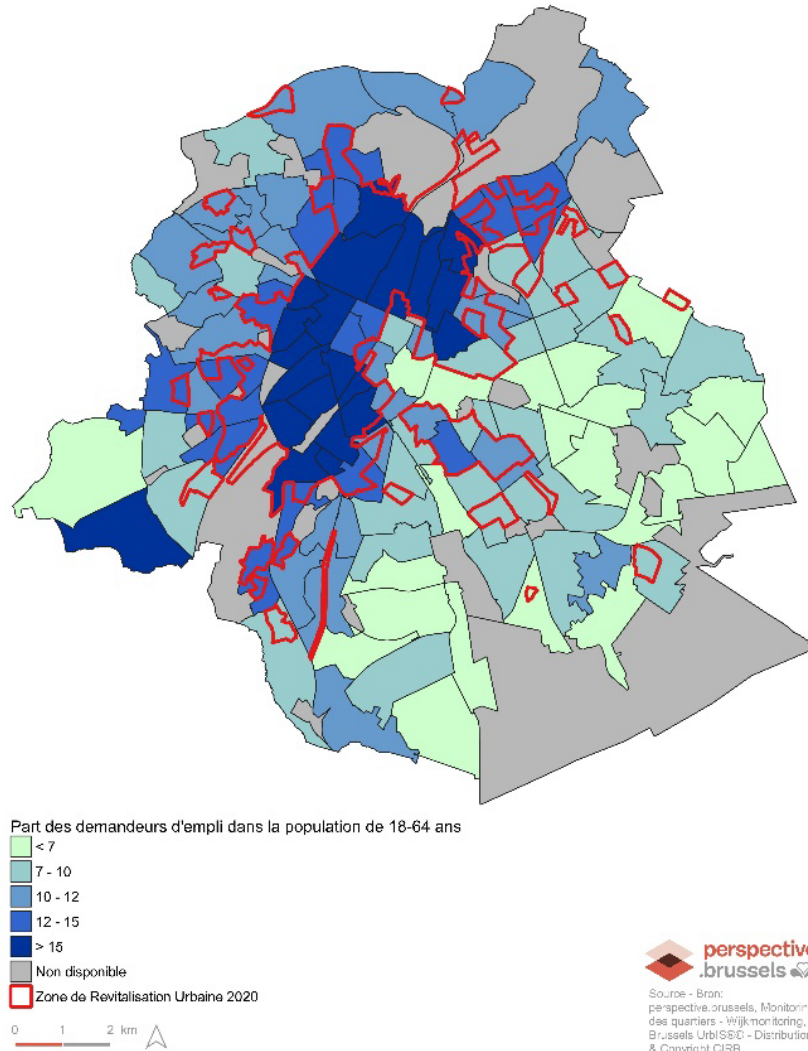 Part des demandeurs d'empli dans la population de 18-64 ans
< 7
7 - 10
10 - 12
12 - 15
> 15
Non disponible
Zone de Revitalisation Urbaine 2020
0 1 2 km
perspective
.brussels
Source - Bron:
perspective.brussels, Monitorin
des quartiers - Wijkmonitoring,
Brussels UrbIS®© - Distribution
& Copyright CIRB